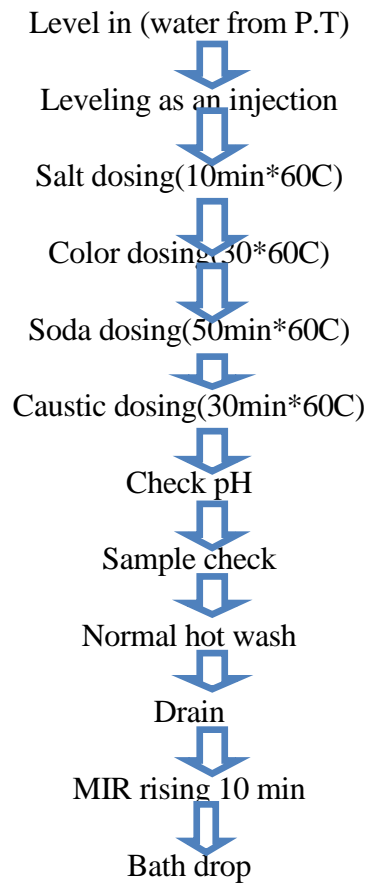 Level in (water from P.T)
Leveling as an injection
Salt dosing(10min*60C)
Color dosing(30*60C)
Soda dosing(50min*60C)
Caustic dosing(30min*60C)
Check pH
Sample check
Normal hot wash
Drain
MIR rising 10 min
Bath drop